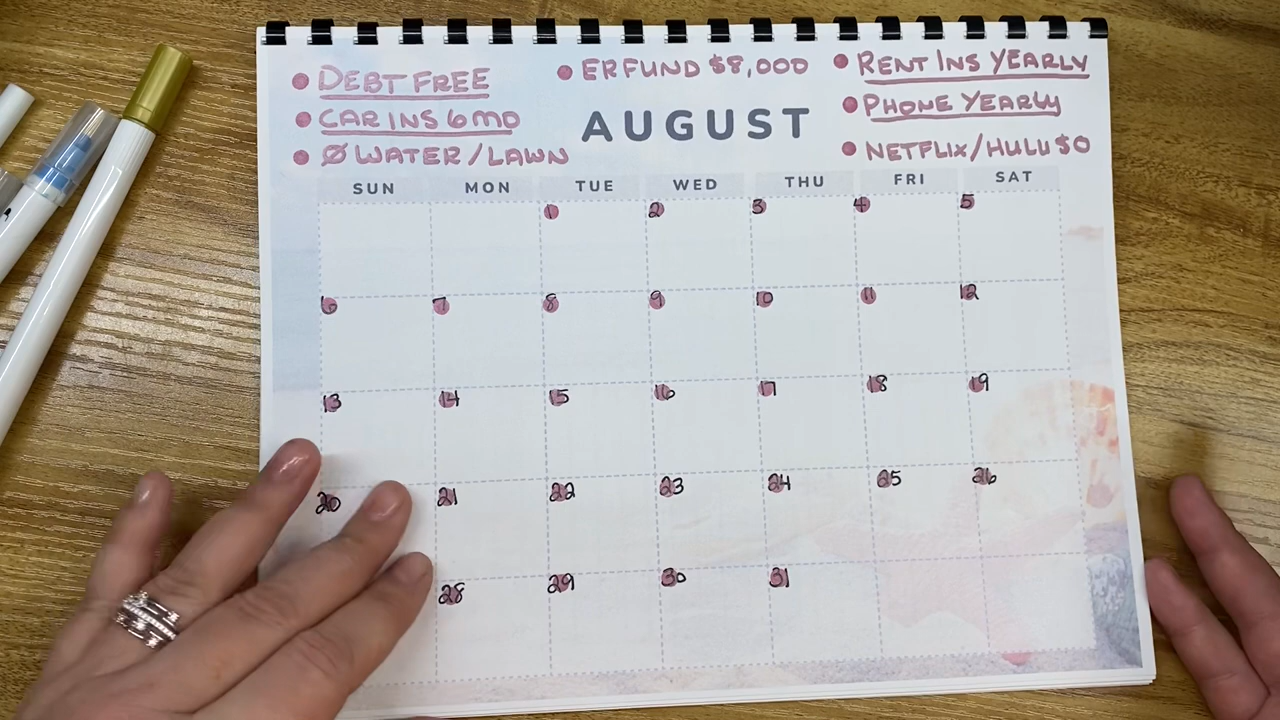 DEBT FREE
CAR INS 6 MO
Ø WATER/LAWN
ER FUND $8,000
RENT INS YEARLY
PHONE YEARLY
NETFLIX/HULU $0
AUGUST
SUN MON TUE WED THU FRI SAT
1 2 3 4 5
6 7 8 9 10 11 12
13 14 15 16 17 18 19
20 21 22 23 24 25 26
28 29 30 31